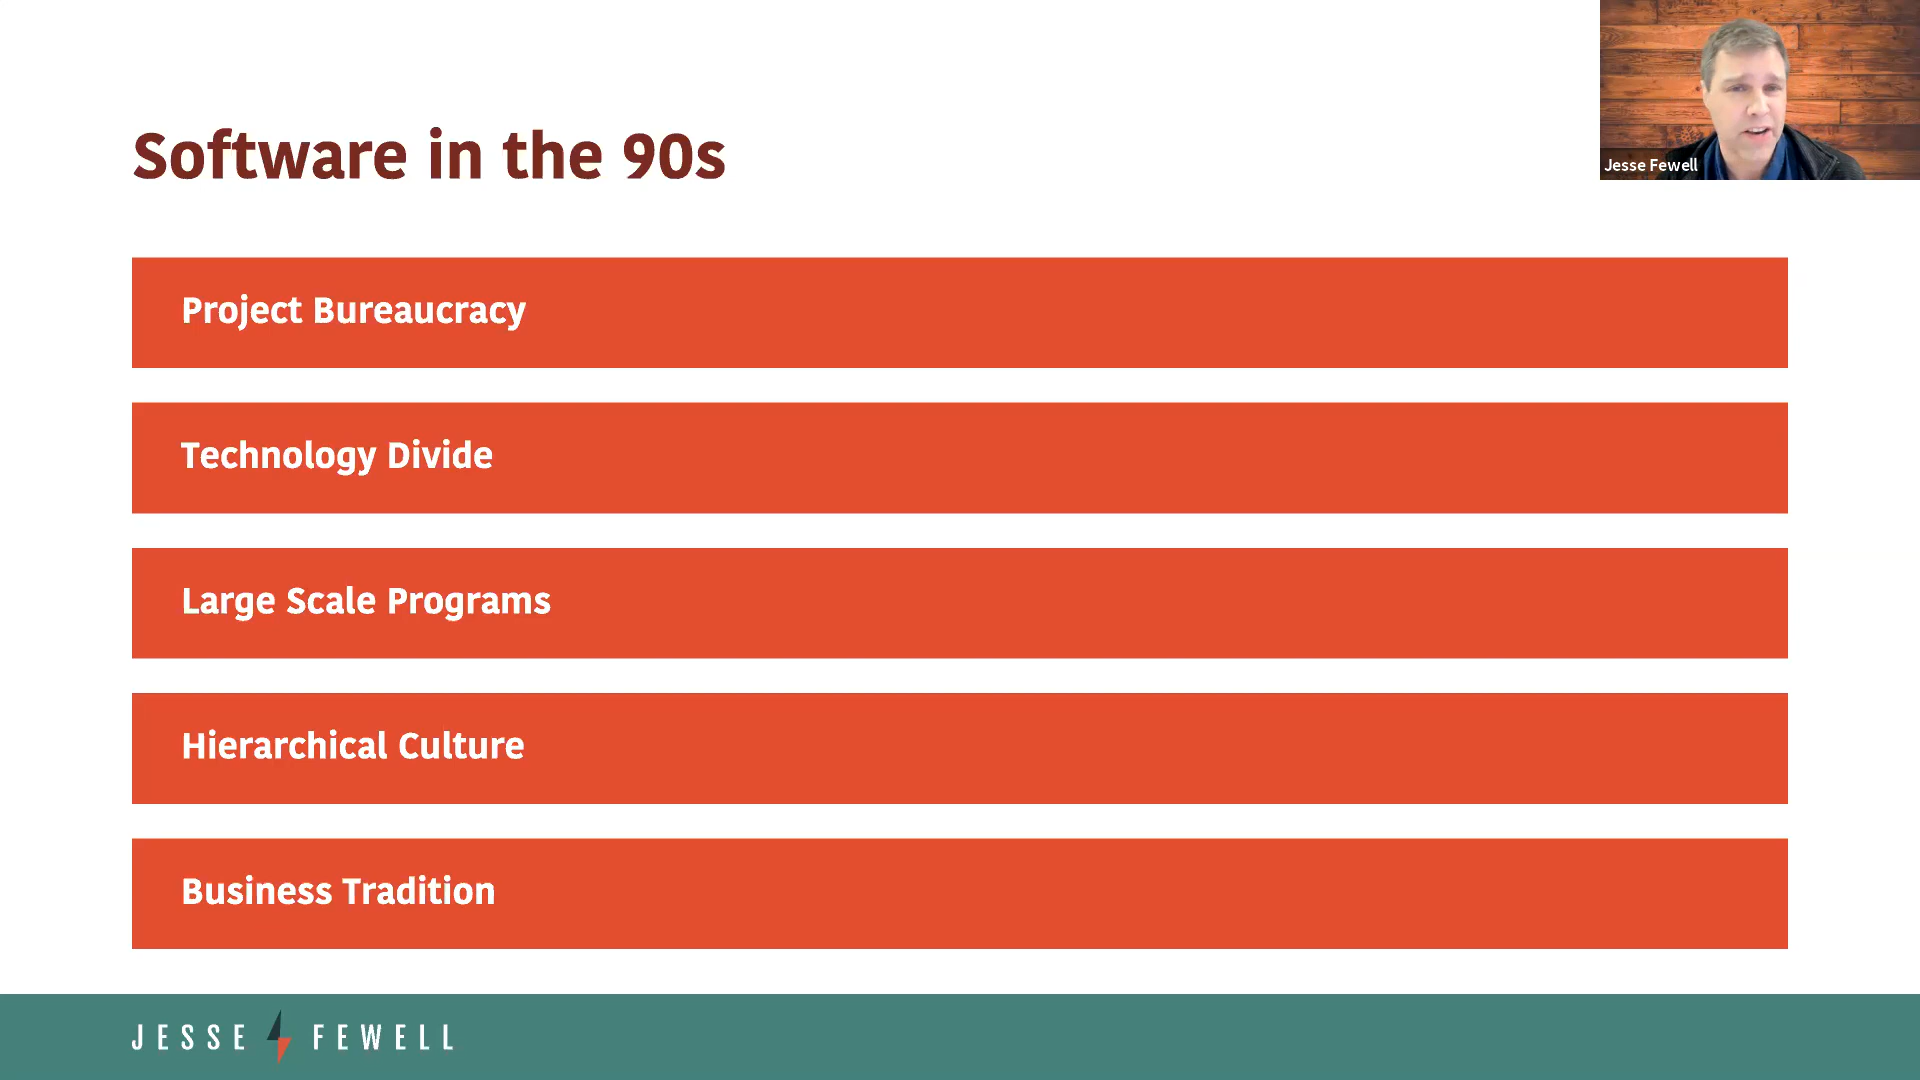 Software in the 90s
Jesse Fewell
Project Bureaucracy
Technology Divide
Large Scale Programs
Hierarchical Culture
Business Tradition
JESSE FEWELL